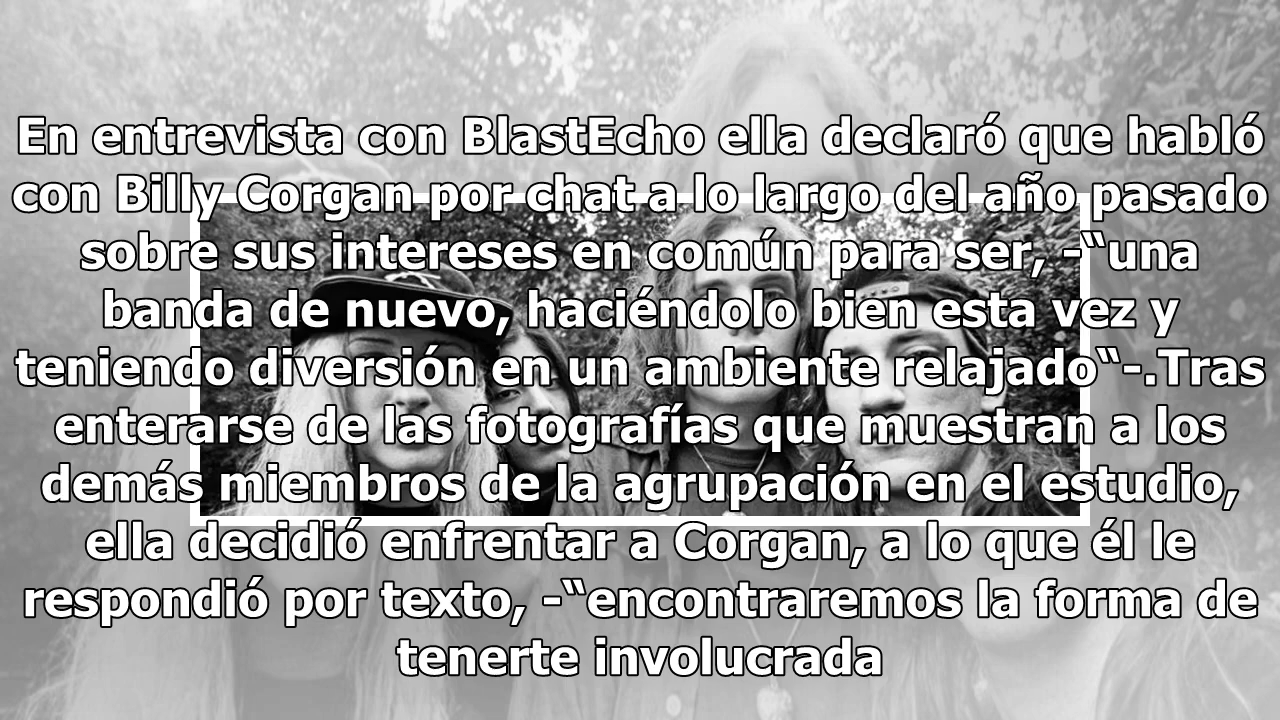 En entrevista con BlastEcho ella declaró que habló
con Billy Corgan por chat a lo largo del año pasado
sobre sus intereses en común para ser, -“una
banda de nuevo, haciéndolo bien esta vez y
teniendo diversión en un ambiente relajado“-.Tras
enterarse de las fotografías que muestran a los
demás miembros de la agrupación en el estudio,
ella decidió enfrentar a Corgan, a lo que él le
respondió por texto, -“encontraremos la forma de
tenerte involucrada